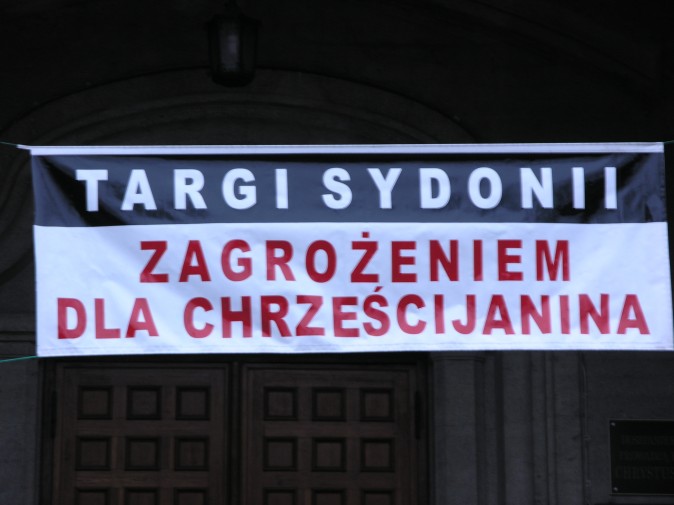 TARGI SYDONII
ZAGROŻENIEM
DLA CHRZEŚCIJANINA